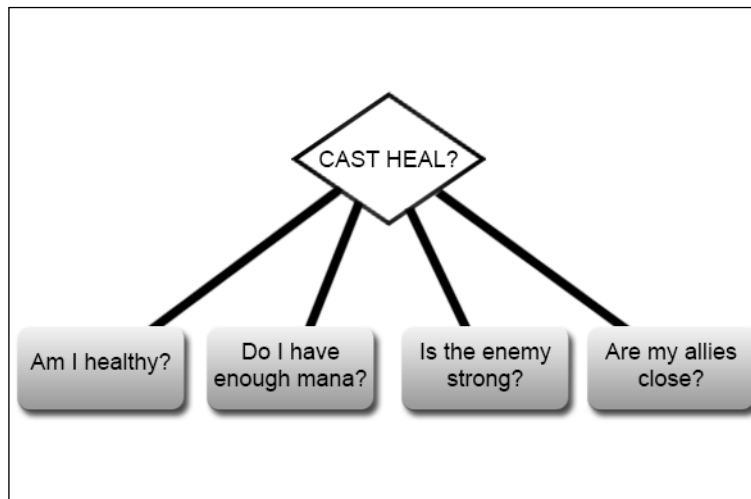 CAST HEAL?
Am I healthy?
Do I have
enough mana?
Is the enemy
strong?
Are my allies
close?